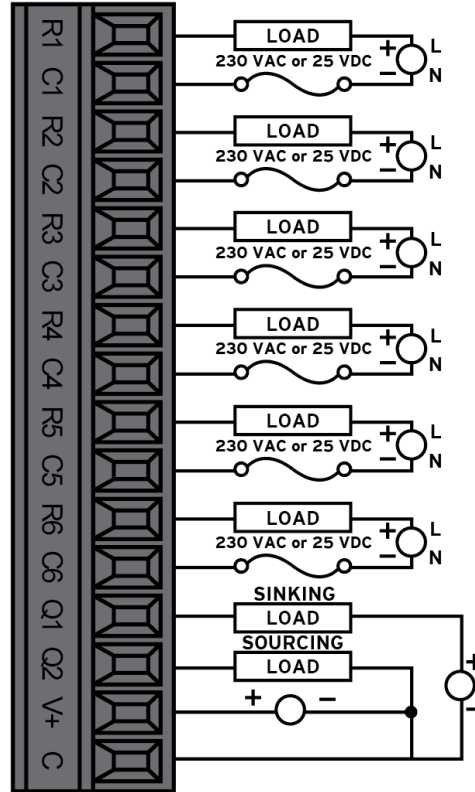 R1
LOAD
+ L
230 VAC or 25 VDC
C1
− N
R2
LOAD
+ L
230 VAC or 25 VDC
C2
− N
R3
LOAD
+ L
230 VAC or 25 VDC
C3
− N
R4
LOAD
+ L
230 VAC or 25 VDC
C4
− N
R5
LOAD
+ L
230 VAC or 25 VDC
C5
− N
R6
LOAD
+ L
230 VAC or 25 VDC
C6
− N
SINKING
Q1
LOAD
SOURCING
Q2
LOAD
+
V+
+ −
−
C